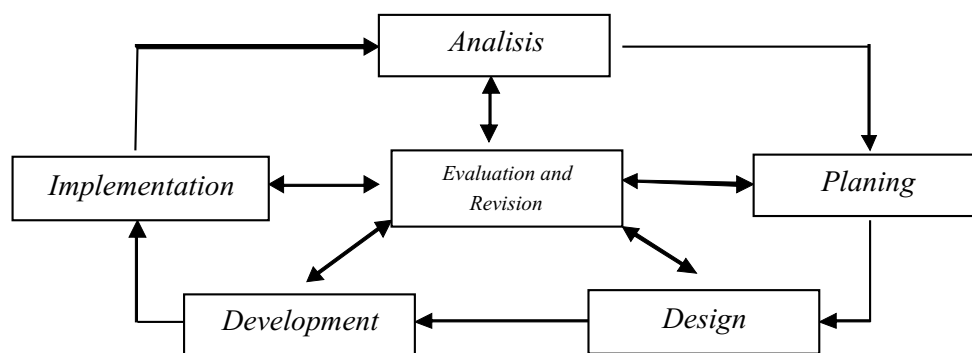 Analisis
Implementation
Evaluation and
Revision
Planing
Development
Design